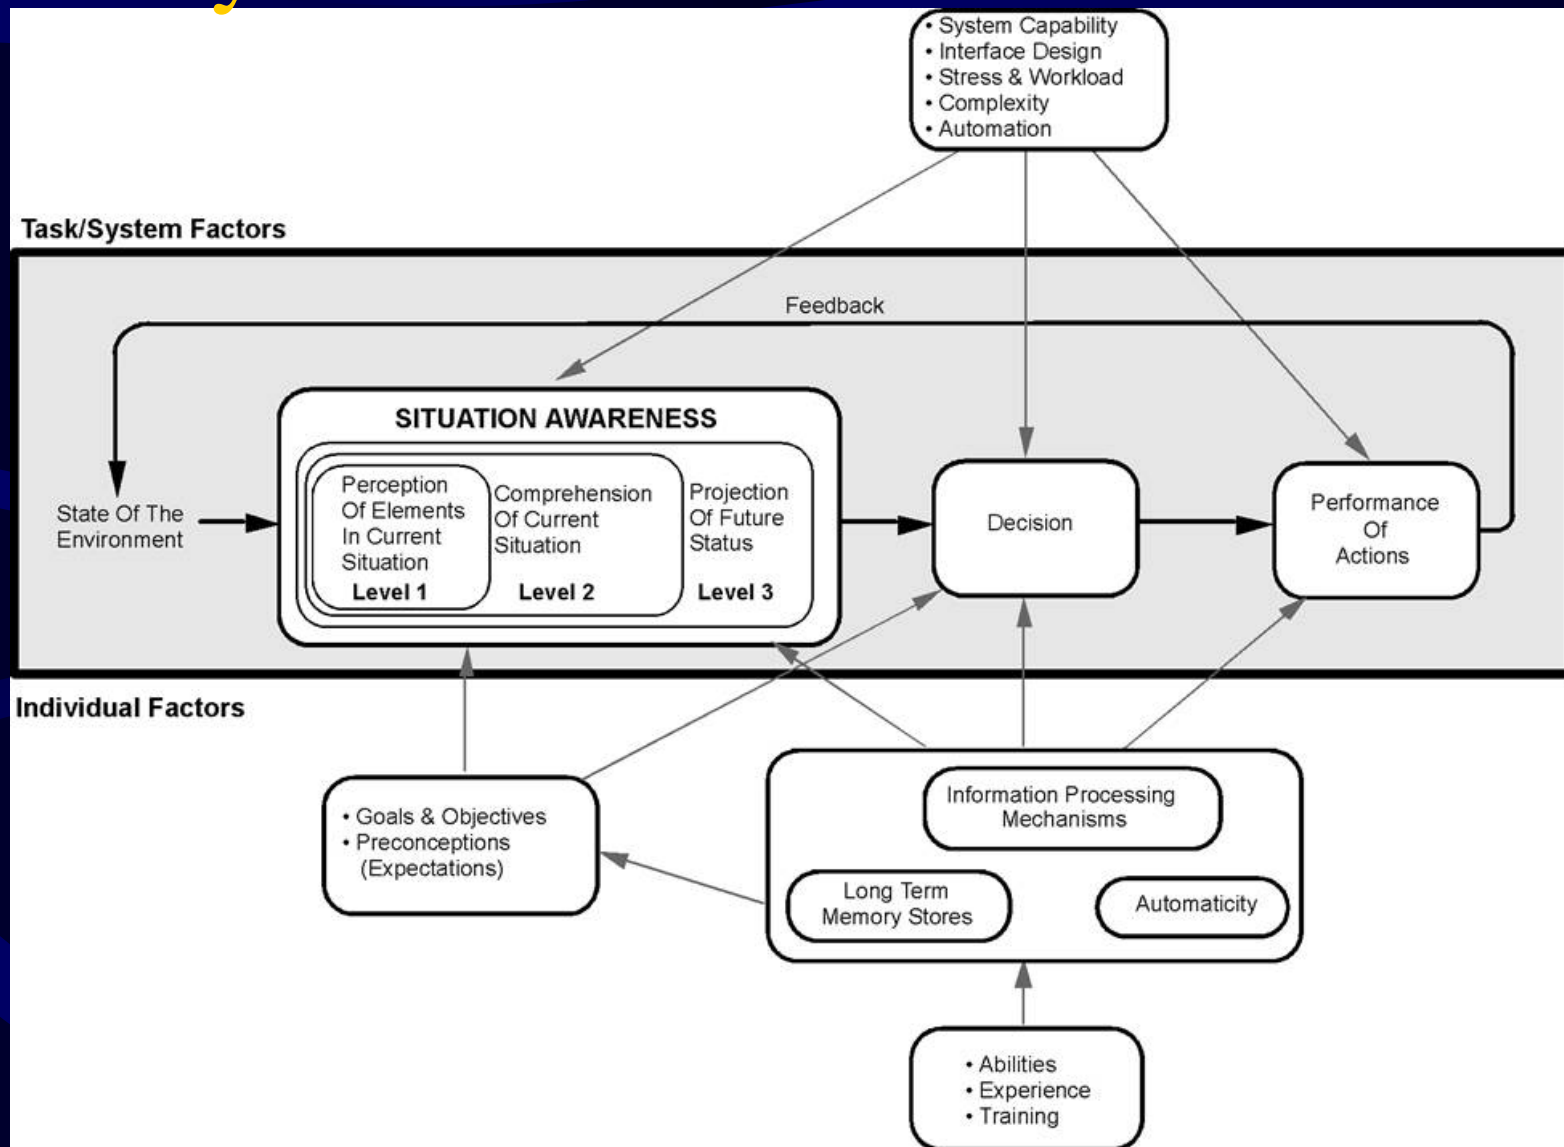 • System Capability
• Interface Design
• Stress & Workload
• Complexity
• Automation
Task/System Factors
Feedback
SITUATION AWARENESS
State Of The
Environment
Perception
Of Elements
In Current
Situation
Level 1
Comprehension
Of Current
Situation
Level 2
Projection
Of Future
Status
Level 3
Decision
Performance
Of
Actions
Individual Factors
• Goals & Objectives
• Preconceptions
(Expectations)
Information Processing
Mechanisms
Long Term
Memory Stores
Automaticity
• Abilities
• Experience
• Training